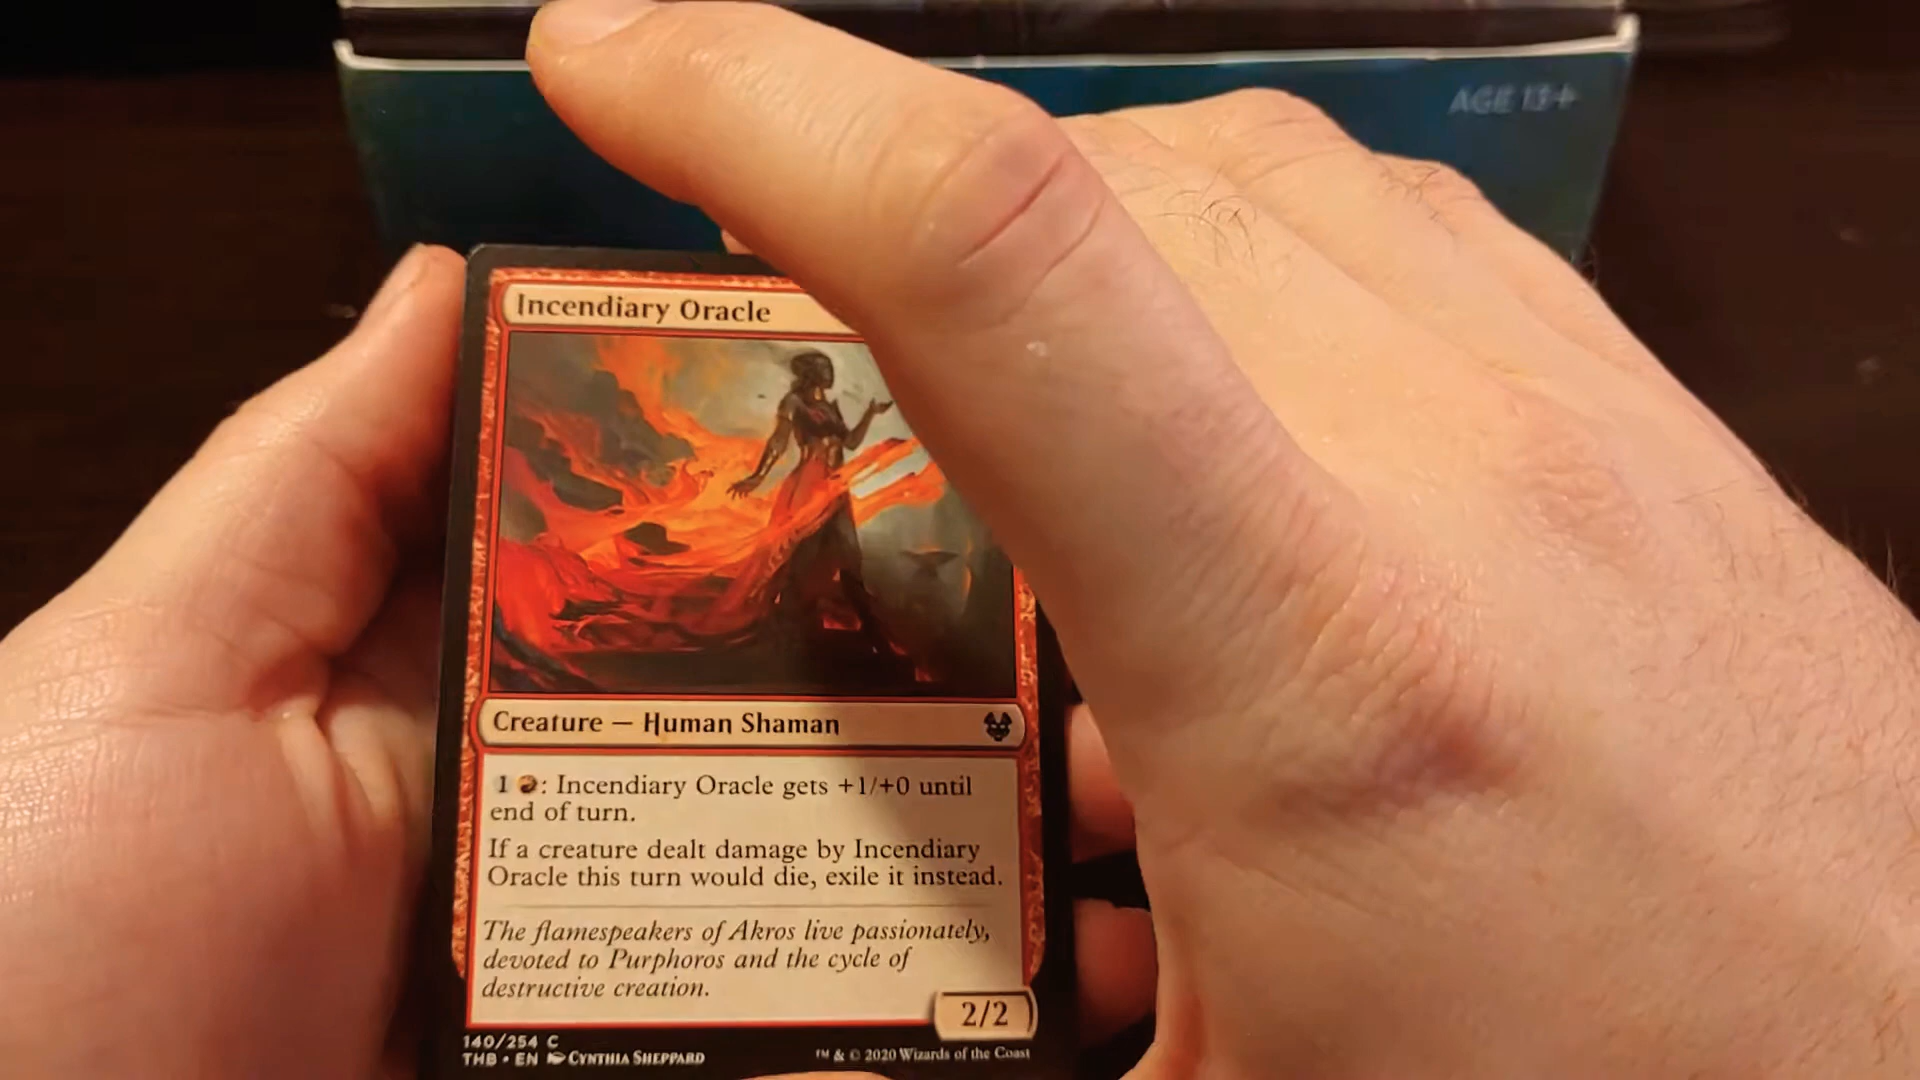 AGE 13+
Incendiary Oracle
Creature — Human Shaman
1 : Incendiary Oracle gets +1/+0 until
end of turn.
If a creature dealt damage by Incendiary
Oracle this turn would die, exile it instead.
The flamespeakers of Akros live passionately,
devoted to Purphoros and the cycle of
destructive creation.
2/2
140/254 C
THB • EN CYNTHIA SHEPPARD
™ & © 2020 Wizards of the Coast